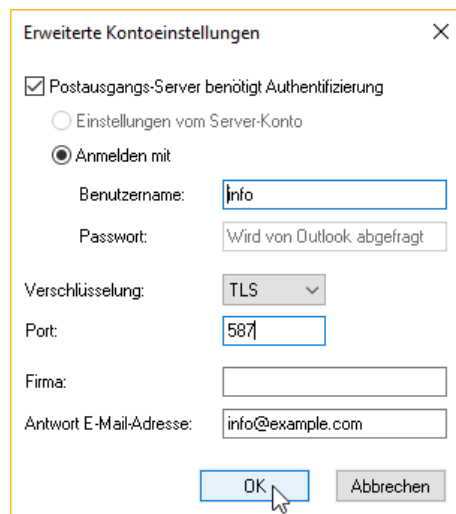 Erweiterte Kontoeinstellungen
Postausgangs-Server benötigt Authentifizierung
Einstellungen vom Server-Konto
Anmelden mit
Benutzername: info
Passwort: Wird von Outlook abgefragt
Verschlüsselung: TLS
Port: 587
Firma:
Antwort E-Mail-Adresse: info@example.com
OK Abbrechen